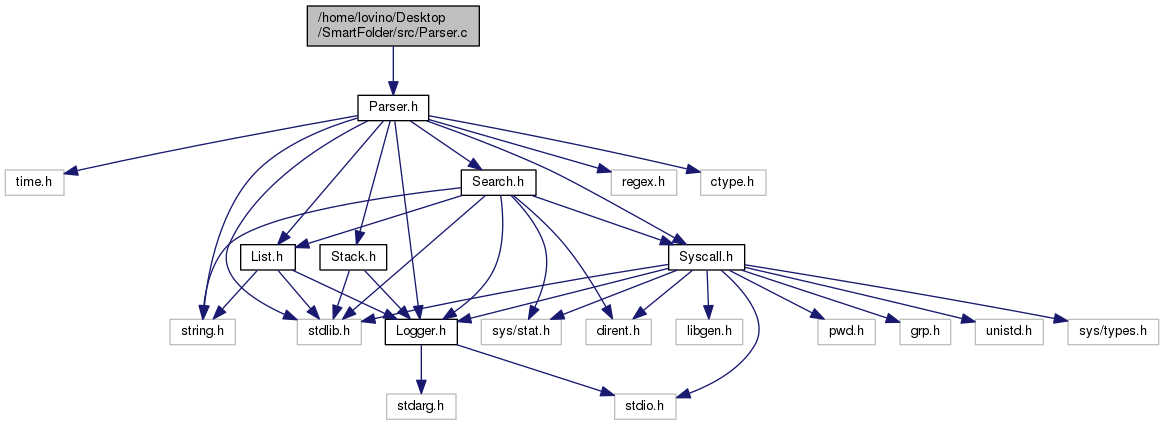 /home/lovino/Desktop
/SmartFolder/src/Parser.c
Parser.h
time.h
Search.h
regex.h
ctype.h
List.h
Stack.h
Syscall.h
string.h
stdlib.h
Logger.h
sys/stat.h
dirent.h
libgen.h
pwd.h
grp.h
unistd.h
sys/types.h
stdarg.h
stdio.h